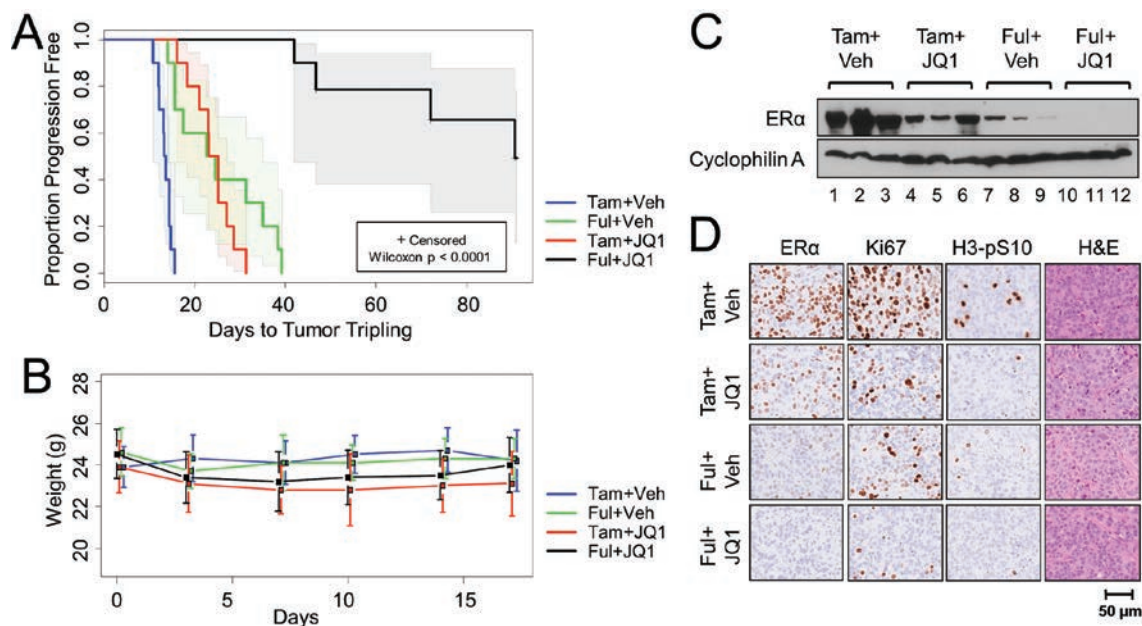 A
Proportion Progression Free
1.0
0.8
0.6
0.4
0.2
0.0
0 20 40 60 80
Days to Tumor Tripling
+ Censored
Wilcoxon p < 0.0001
Tam+Veh
Ful+Veh
Tam+JQ1
Ful+JQ1
B
Weight (g)
28
26
24
22
20
0 5 10 15
Days
Tam+Veh
Ful+Veh
Tam+JQ1
Ful+JQ1
C
Tam+ Tam+ Ful+ Ful+
Veh JQ1 Veh JQ1
ERα
Cyclophilin A
1 2 3 4 5 6 7 8 9 10 11 12
D
ERα Ki67 H3-pS10 H&E
Tam+
Veh
Tam+
JQ1
Ful+
Veh
Ful+
JQ1
50 μm